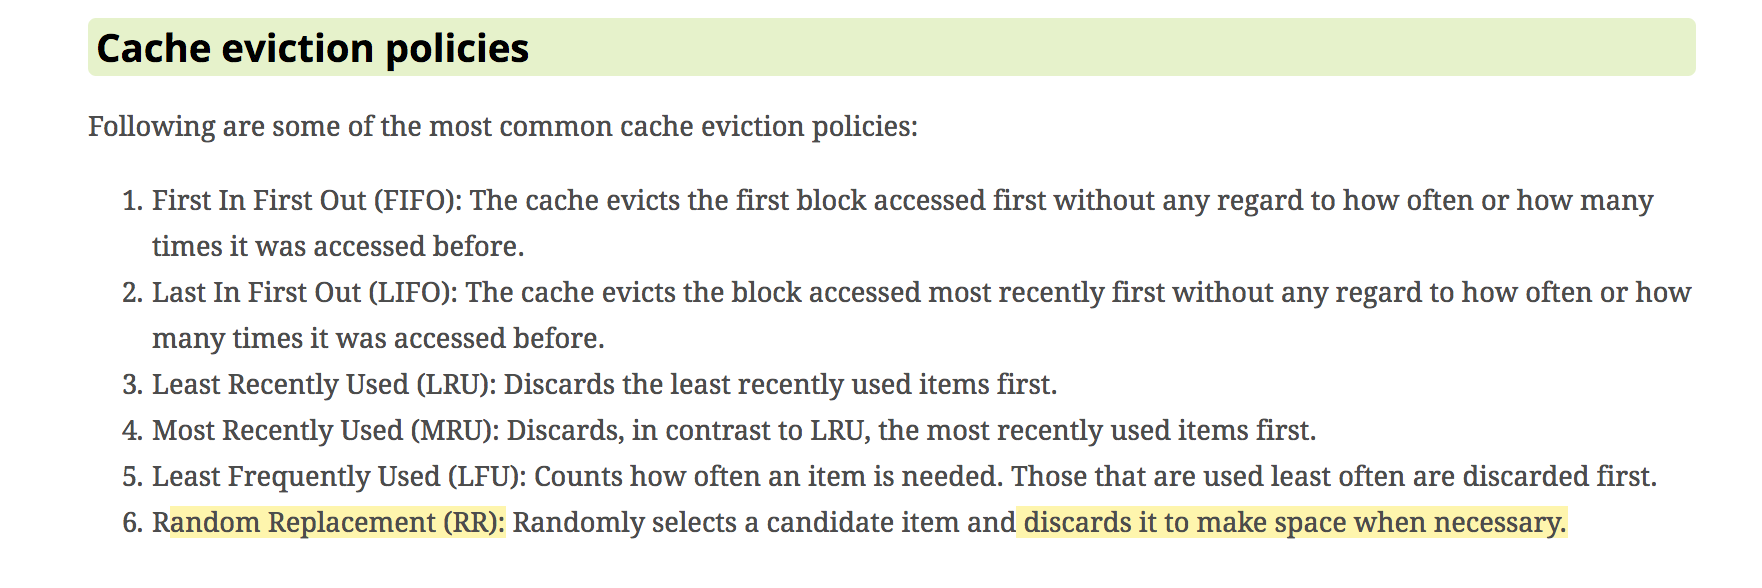 Cache eviction policies
Following are some of the most common cache eviction policies:
1. First In First Out (FIFO): The cache evicts the first block accessed first without any regard to how often or how many
times it was accessed before.
2. Last In First Out (LIFO): The cache evicts the block accessed most recently first without any regard to how often or how
many times it was accessed before.
3. Least Recently Used (LRU): Discards the least recently used items first.
4. Most Recently Used (MRU): Discards, in contrast to LRU, the most recently used items first.
5. Least Frequently Used (LFU): Counts how often an item is needed. Those that are used least often are discarded first.
6. Random Replacement (RR): Randomly selects a candidate item and discards it to make space when necessary.